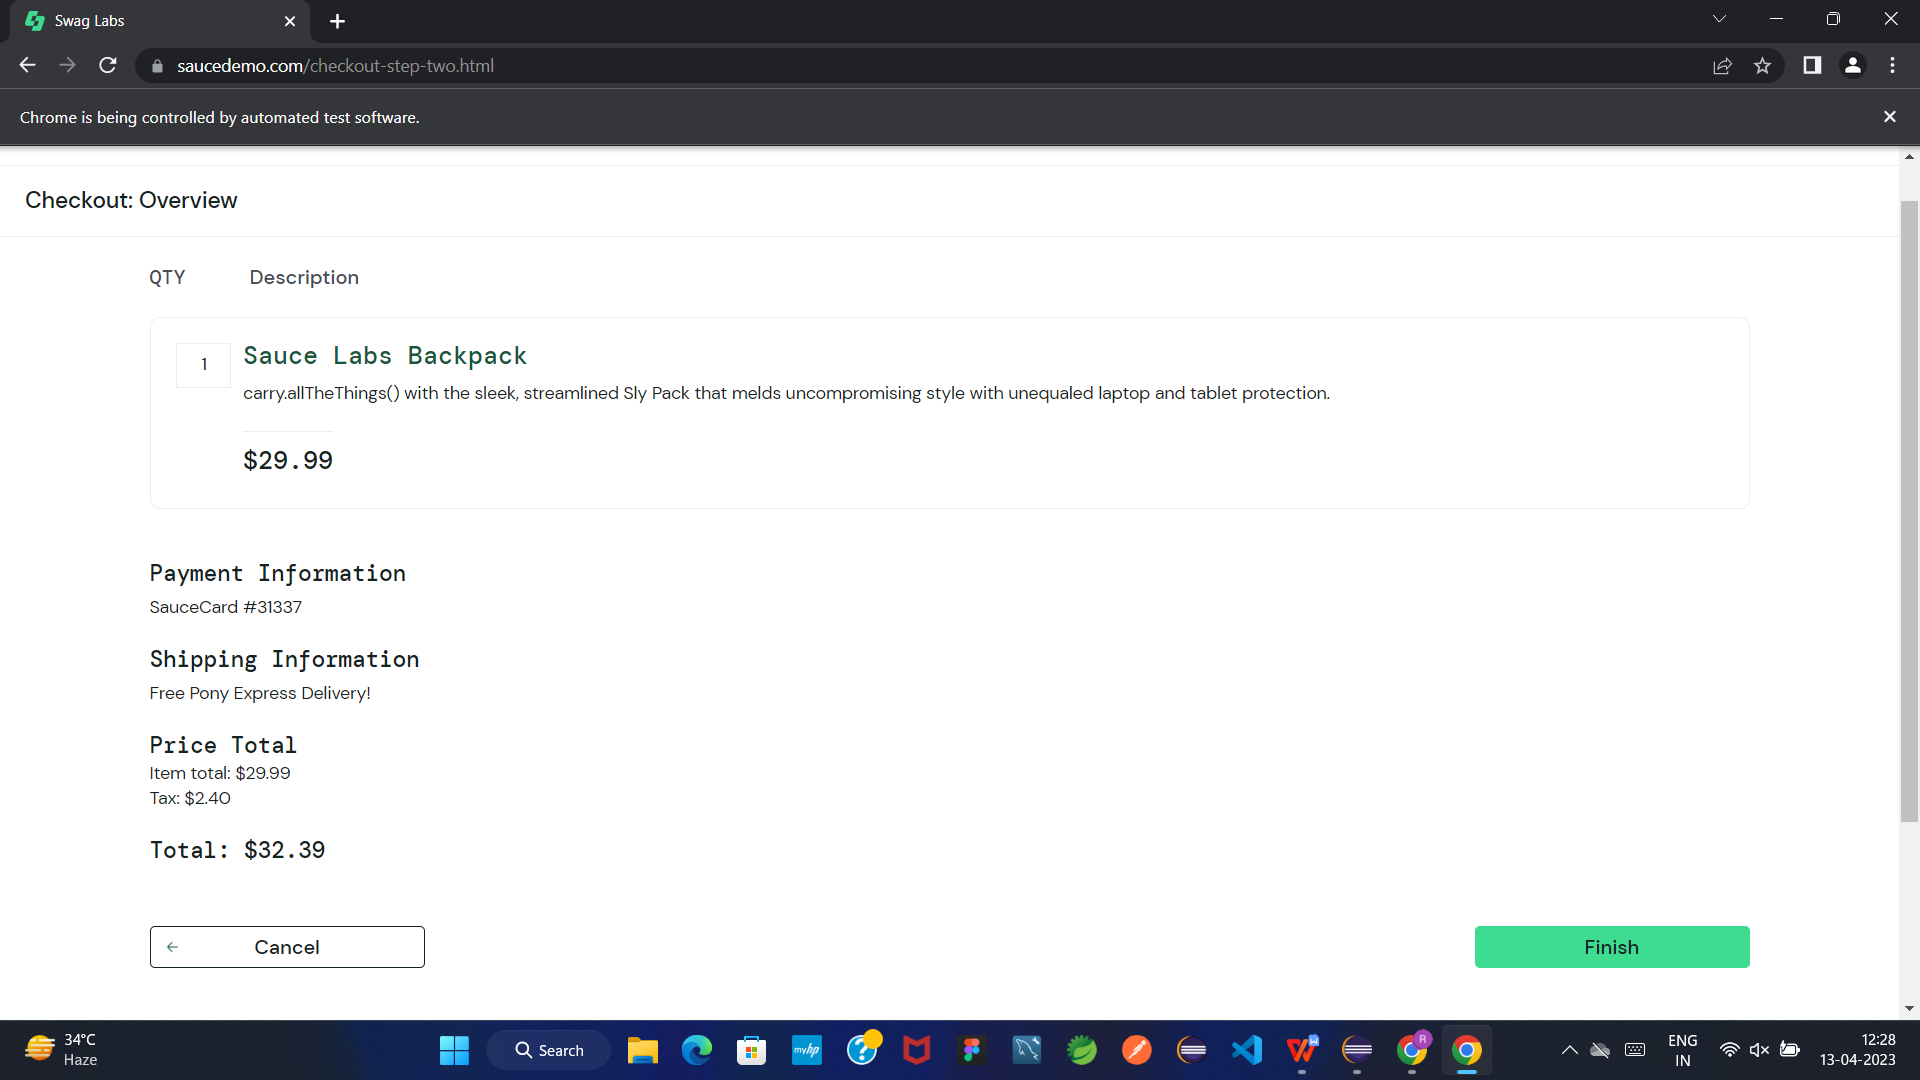 Swag Labs
saucedemo.com/checkout-step-two.html
Chrome is being controlled by automated test software.
Checkout: Overview
QTY Description
1
Sauce Labs Backpack
carry.allTheThings() with the sleek, streamlined Sly Pack that melds uncompromising style with unequaled laptop and tablet protection.
$29.99
Payment Information
SauceCard #31337
Shipping Information
Free Pony Express Delivery!
Price Total
Item total: $29.99
Tax: $2.40
Total: $32.39
Cancel
Finish
34°C
Haze
Search
myhp
R
ENG
IN
12:28
13-04-2023